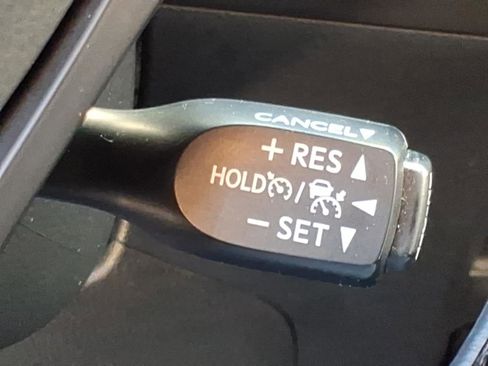 CANCEL▼
+ RES ▲
HOLD / ◄
− SET ▼